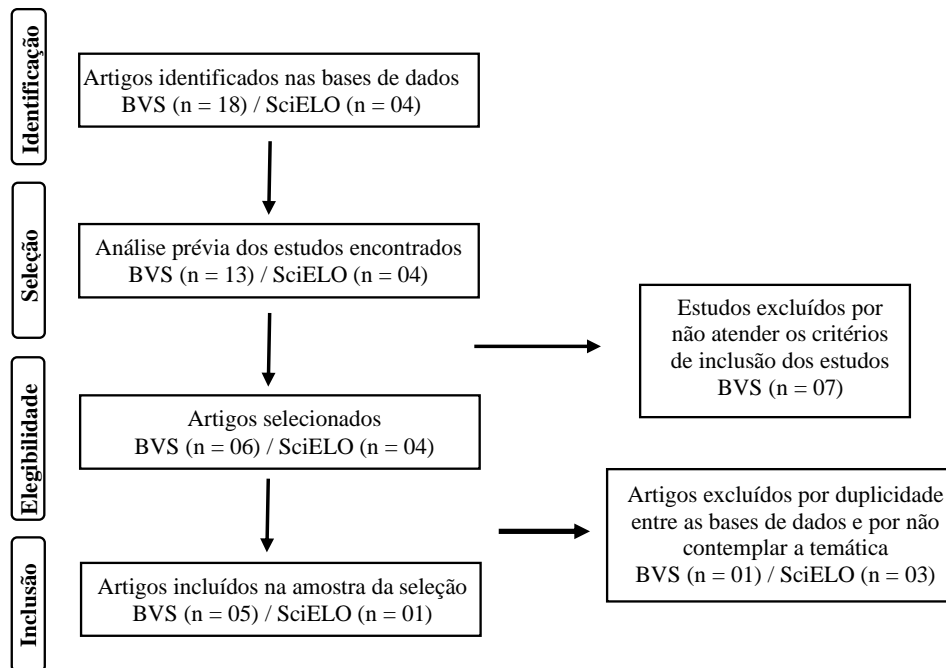 Identificação
Artigos identificados nas bases de dados
BVS (n = 18) / SciELO (n = 04)
Seleção
Análise prévia dos estudos encontrados
BVS (n = 13) / SciELO (n = 04)
Estudos excluídos por
não atender os critérios
de inclusão dos estudos
BVS (n = 07)
Elegibilidade
Artigos selecionados
BVS (n = 06) / SciELO (n = 04)
Artigos excluídos por duplicidade
entre as bases de dados e por não
contemplar a temática
BVS (n = 01) / SciELO (n = 03)
Inclusão
Artigos incluídos na amostra da seleção
BVS (n = 05) / SciELO (n = 01)